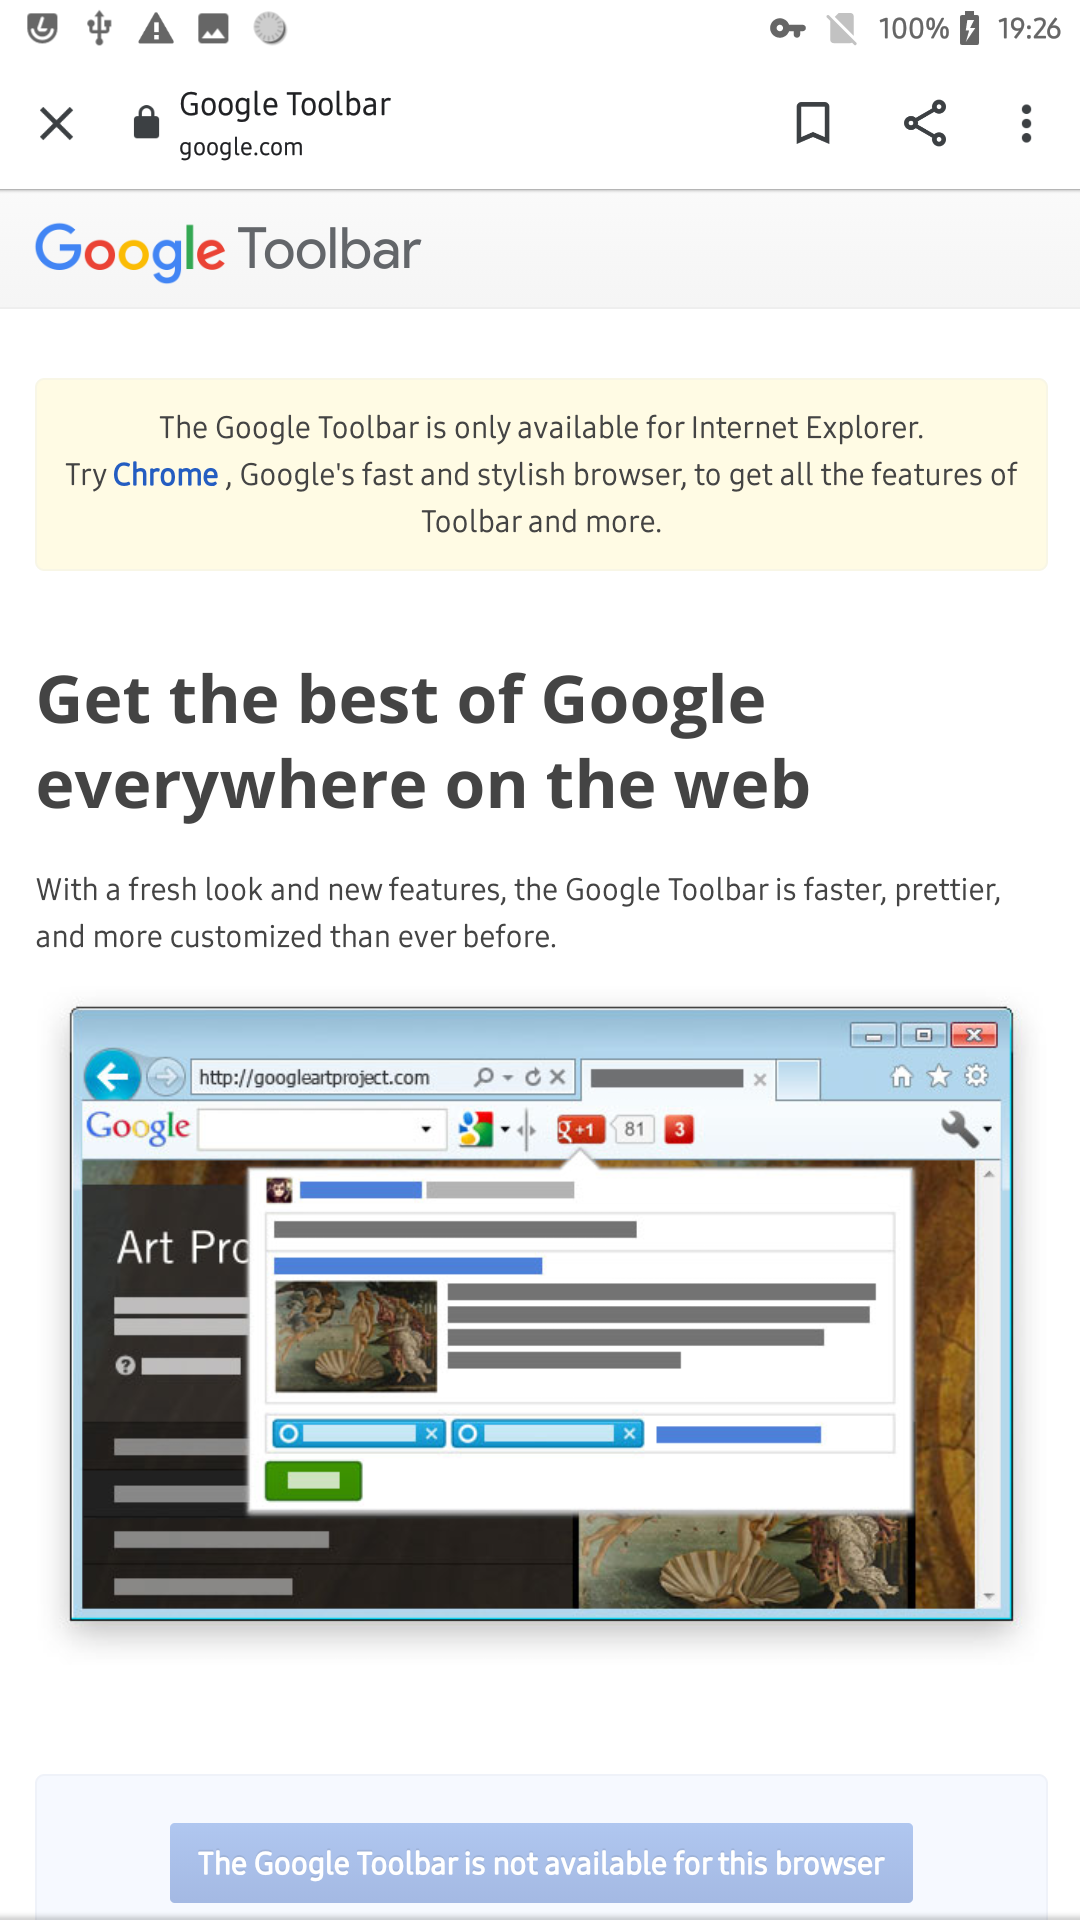 100% 19:26
Google Toolbar
google.com
Google Toolbar
The Google Toolbar is only available for Internet Explorer.
Try Chrome , Google's fast and stylish browser, to get all the features of
Toolbar and more.
Get the best of Google
everywhere on the web
With a fresh look and new features, the Google Toolbar is faster, prettier,
and more customized than ever before.
http://googleartproject.com
Google g+1 81 3
Art Pro
The Google Toolbar is not available for this browser